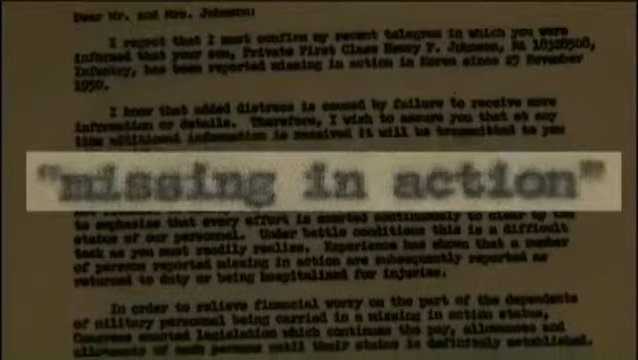 Dear Mr. and Mrs. Johnson:
I regret that I must confirm my recent telegram in which you were
informed that your son, Private First Class Henry F. Johnson, RA
Infantry, has been reported missing in action in Korea since 25 November
1950.
I know that added distress is caused by failure to receive more
information or details. Therefore, I wish to assure you that at any
time additional information is received it will be transmitted to you
"missing in action"
to emphasize that every effort is exerted continuously to clear up the
status of our personnel. Under battle conditions this is a difficult
task as you must readily realize. Experience has shown that a number
of persons reported missing in action are subsequently reported as
returned to duty or being hospitalized for injuries.
In order to relieve financial worry on the part of the dependents
of military personnel being carried in a missing in action status,
Congress enacted legislation which continues the pay, allowances and
allotments of such persons until their status is definitely established.